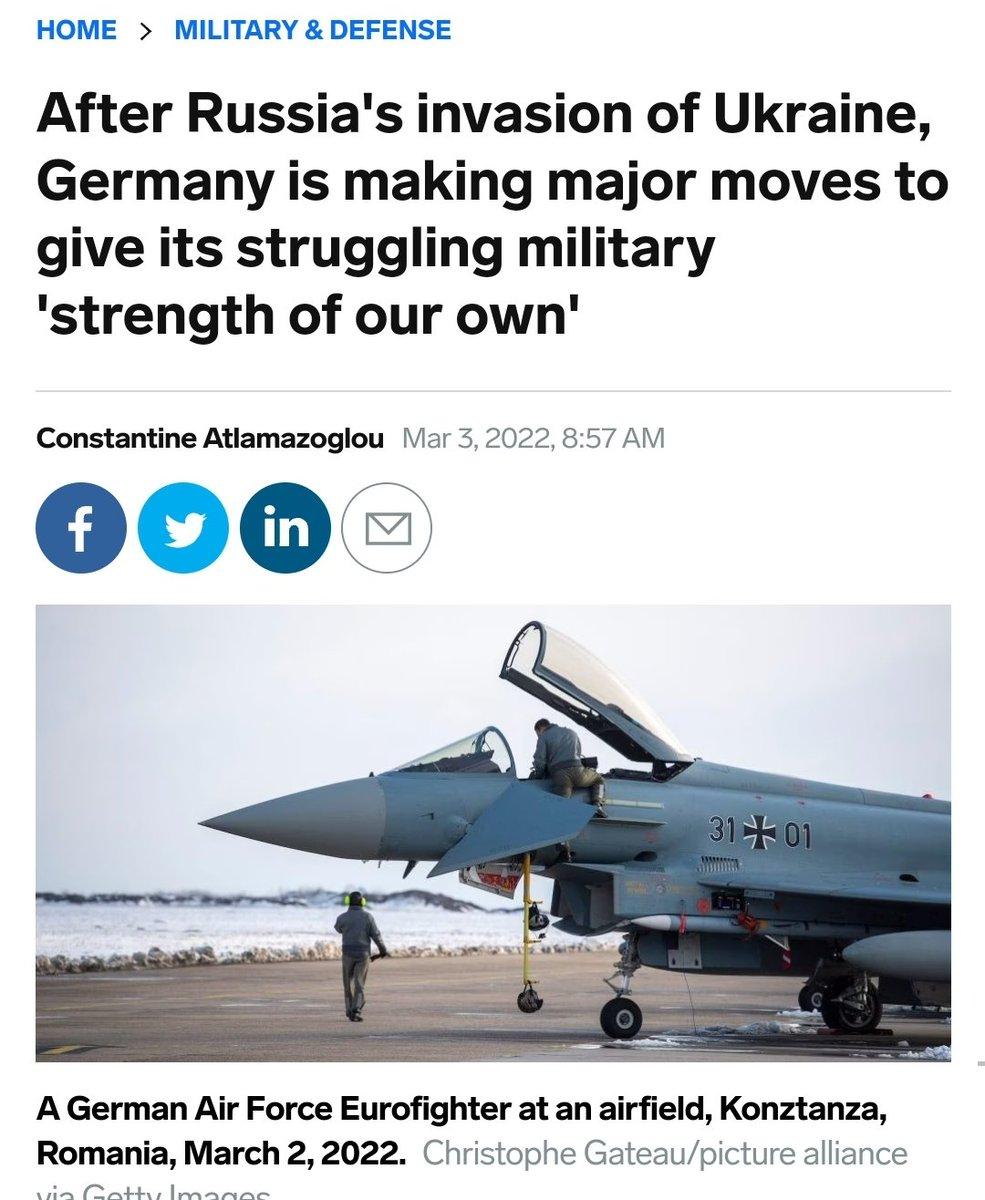 HOME > MILITARY & DEFENSE
After Russia's invasion of Ukraine,
Germany is making major moves to
give its struggling military
'strength of our own'
Constantine Atlamazoglou Mar 3, 2022, 8:57 AM
f in
31 01
A German Air Force Eurofighter at an airfield, Konztanza,
Romania, March 2, 2022. Christophe Gateau/picture alliance
via Getty Images